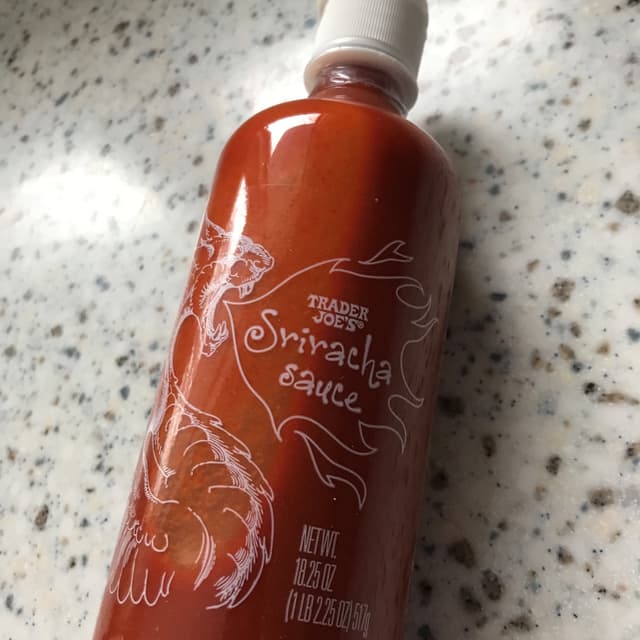 TRADER
JOE'S®
Sriracha
sauce
NET WT.
18.25 OZ
(1 LB 2.25 OZ) 517g